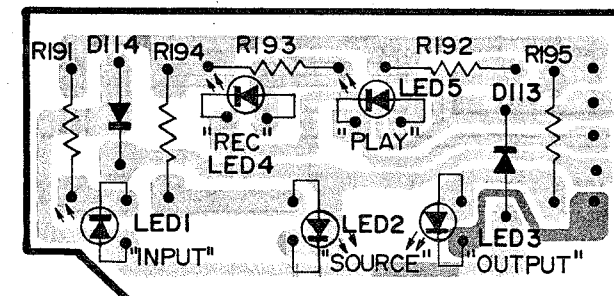 R191 D114 R194 R193 R192 R195
LED5 D113
"REC" "PLAY"
LED4
LED1 LED2 LED3
"INPUT" "SOURCE" "OUTPUT"